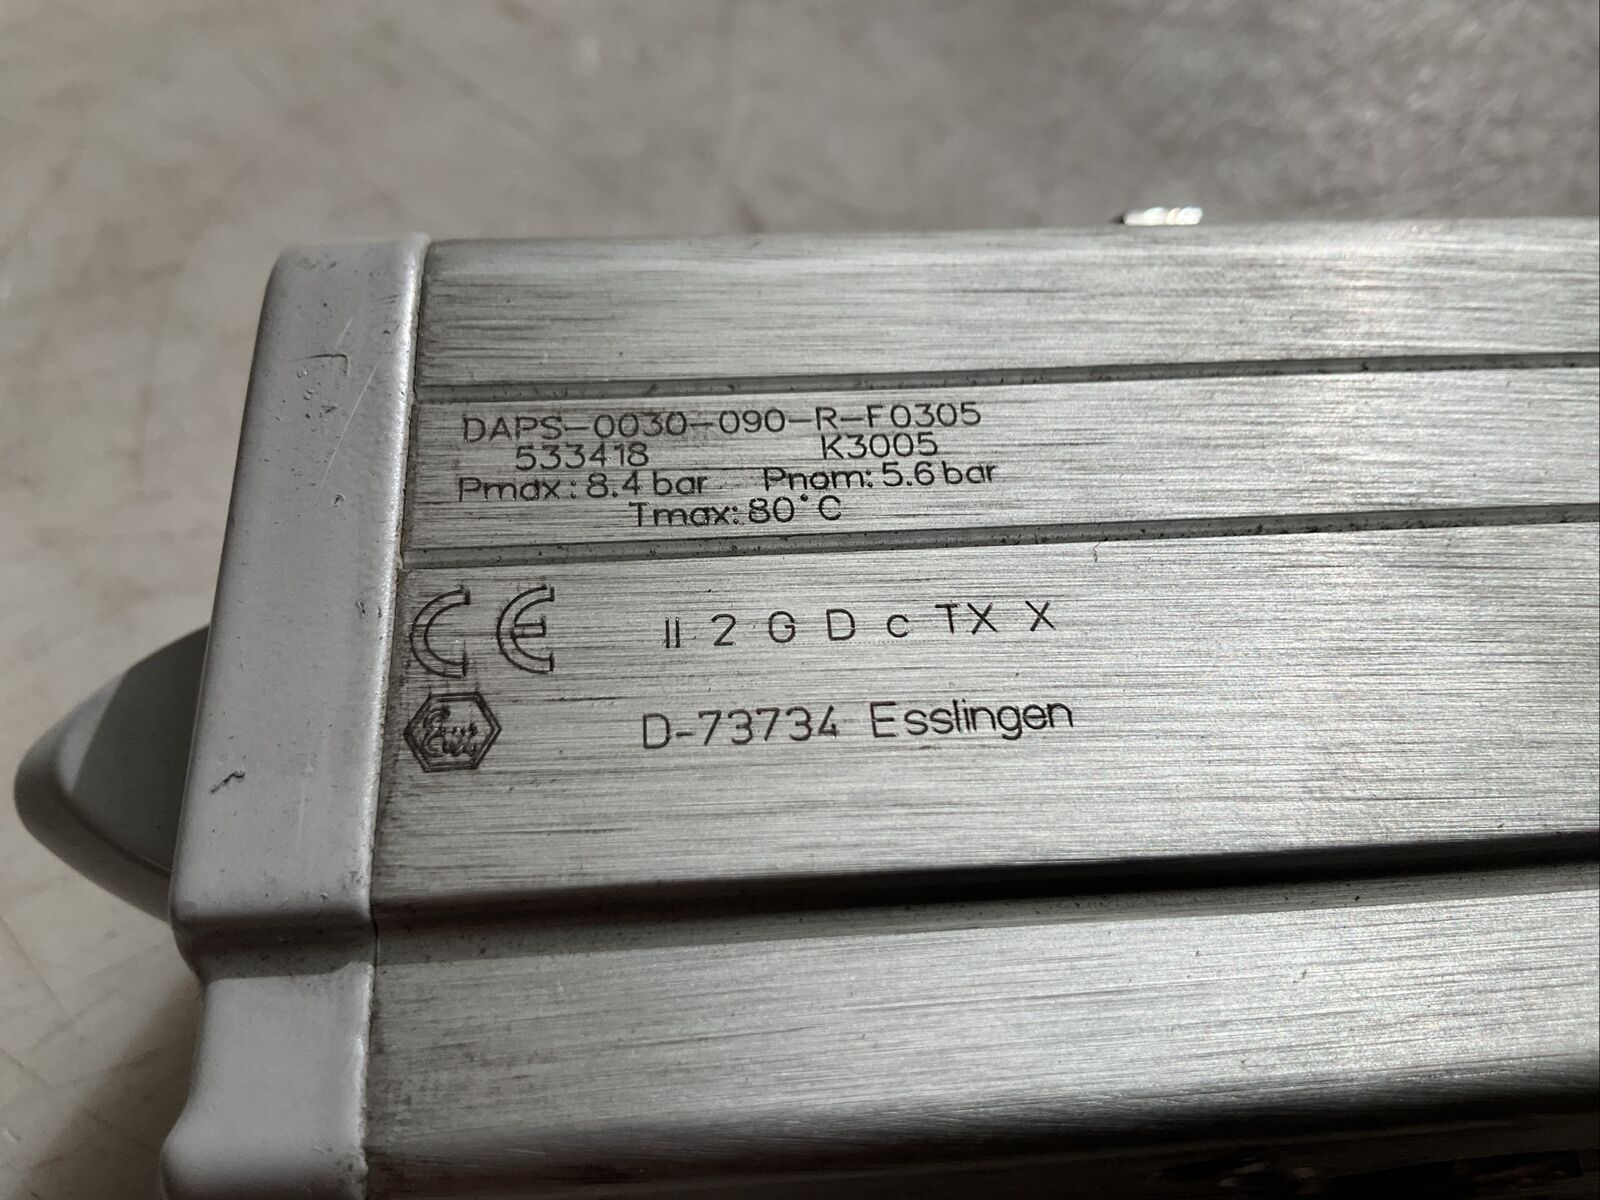 DAPS-0030-090-R-F0305
533418 K3005
Pmax: 8.4 bar Pnom: 5.6 bar
Tmax: 80°C
CE II 2 G D c TX X
Ex D-73734 Esslingen